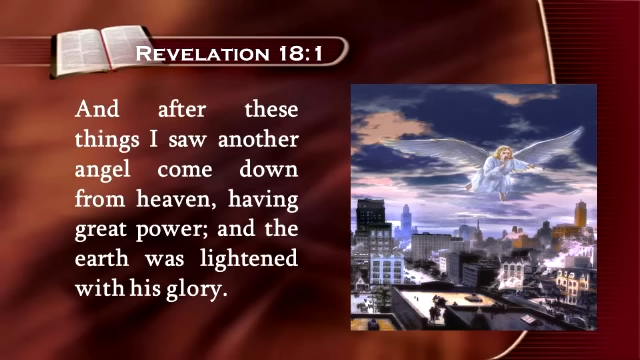 Revelation 18:1
And after these
things I saw another
angel come down
from heaven, having
great power; and the
earth was lightened
with his glory.